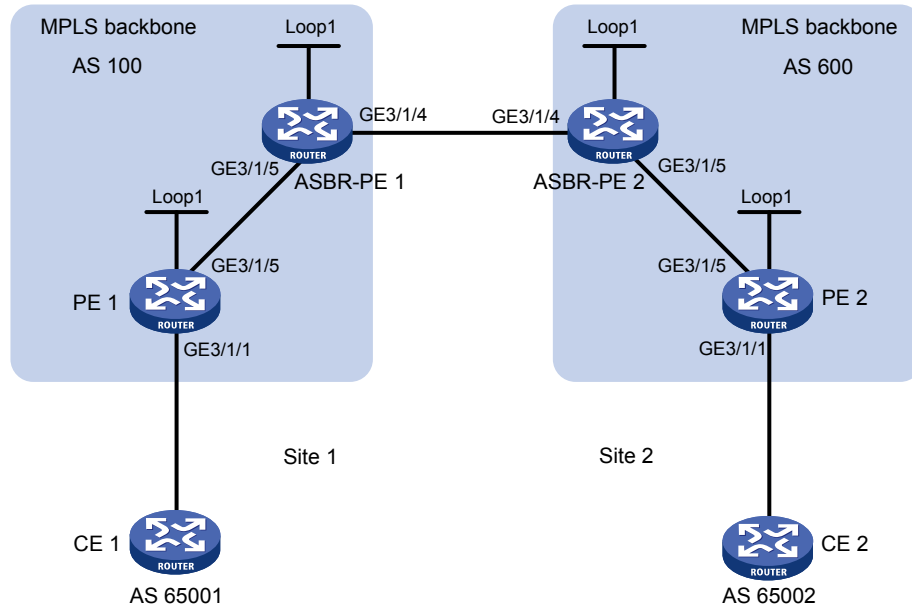 MPLS backbone
AS 100
Loop1
Loop1
MPLS backbone
AS 600
GE3/1/4
GE3/1/4
ROUTER
ASBR-PE 1
ROUTER
ASBR-PE 2
GE3/1/5
GE3/1/5
Loop1
Loop1
GE3/1/5
GE3/1/5
PE 1
ROUTER
PE 2
ROUTER
GE3/1/1
GE3/1/1
Site 1
Site 2
CE 1
ROUTER
CE 2
ROUTER
AS 65001
AS 65002